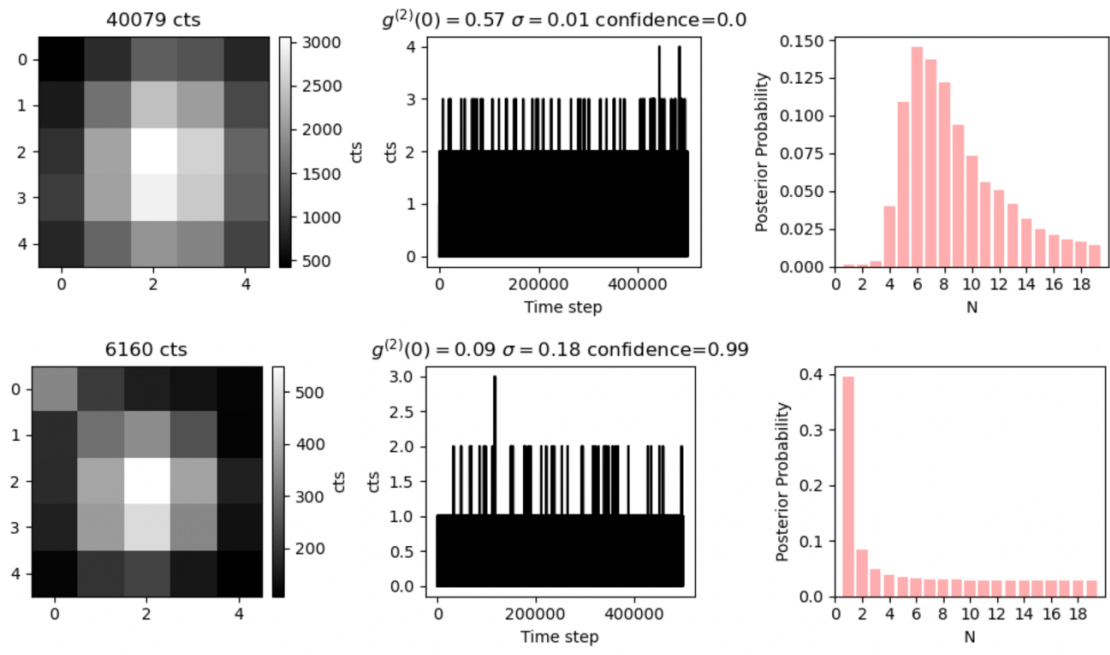 40079 cts
0
1
2
3
4
0 2 4
3000
2500
2000
1500
1000
500
cts
g^(2)(0) = 0.57 σ = 0.01 confidence=0.0
4
3
2
1
0
cts
0 200000 400000
Time step
0.150
0.125
0.100
0.075
0.050
0.025
0.000
Posterior Probability
0 2 4 6 8 10 12 14 16 18
N
6160 cts
0
1
2
3
4
0 2 4
500
400
300
200
cts
g^(2)(0) = 0.09 σ = 0.18 confidence=0.99
3.0
2.5
2.0
1.5
1.0
0.5
0.0
cts
0 200000 400000
Time step
0.4
0.3
0.2
0.1
0.0
Posterior Probability
0 2 4 6 8 10 12 14 16 18
N